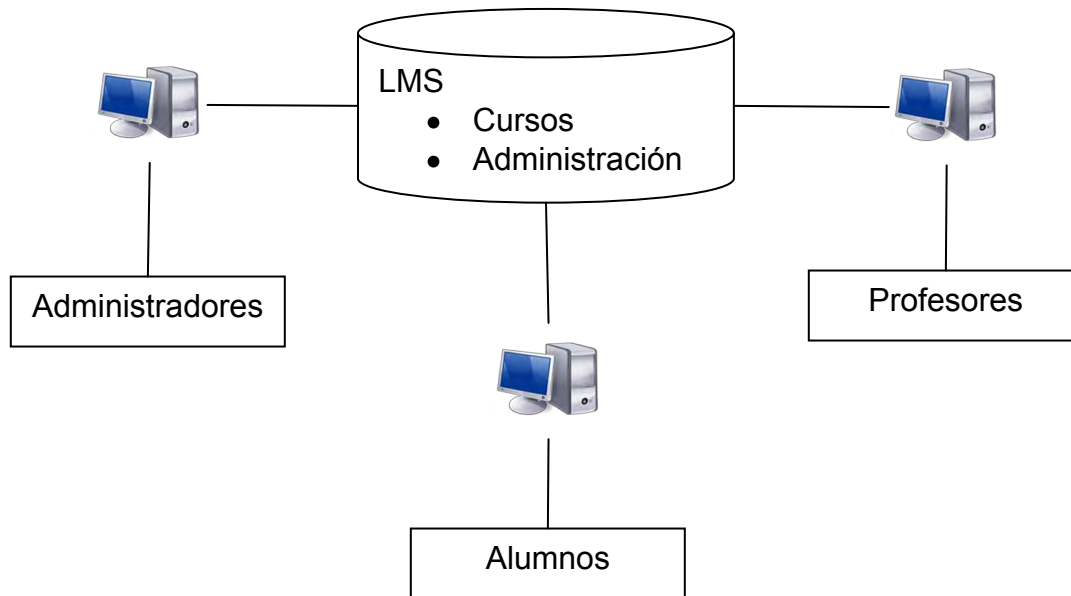 LMS
• Cursos
• Administración
Administradores
Profesores
Alumnos